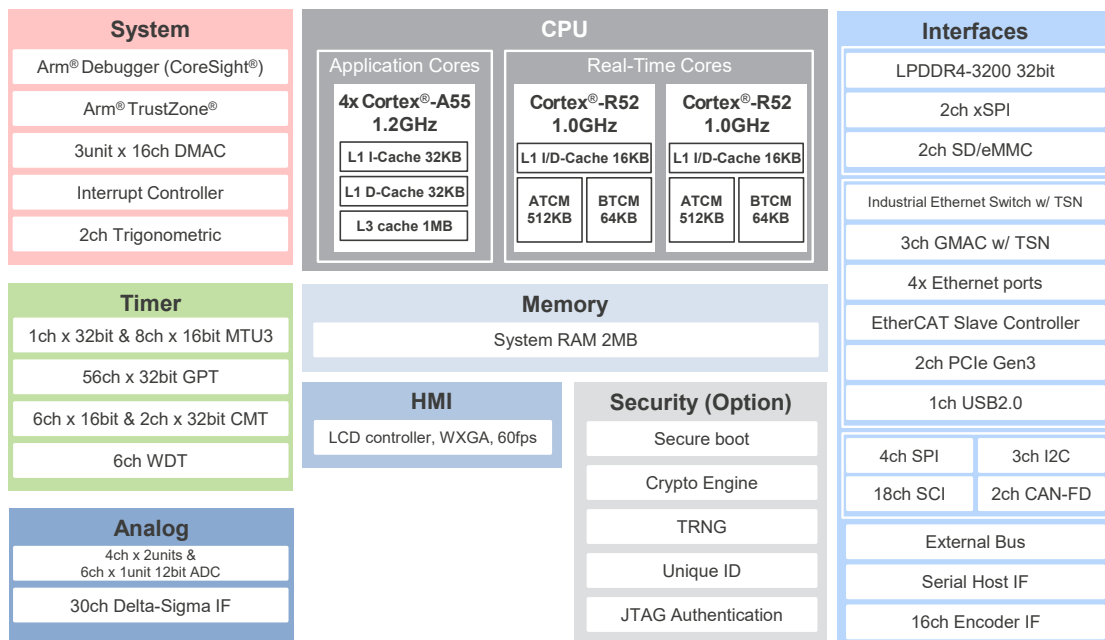 System
Arm® Debugger (CoreSight®)
Arm® TrustZone®
3unit x 16ch DMAC
Interrupt Controller
2ch Trigonometric
Timer
1ch x 32bit & 8ch x 16bit MTU3
56ch x 32bit GPT
6ch x 16bit & 2ch x 32bit CMT
6ch WDT
Analog
4ch x 2units &
6ch x 1unit 12bit ADC
30ch Delta-Sigma IF
CPU
Application Cores
4x Cortex®-A55
1.2GHz
L1 I-Cache 32KB
L1 D-Cache 32KB
L3 cache 1MB
Real-Time Cores
Cortex®-R52
1.0GHz
L1 I/D-Cache 16KB
ATCM
512KB
BTCM
64KB
Cortex®-R52
1.0GHz
L1 I/D-Cache 16KB
ATCM
512KB
BTCM
64KB
Memory
System RAM 2MB
HMI
LCD controller, WXGA, 60fps
Security (Option)
Secure boot
Crypto Engine
TRNG
Unique ID
JTAG Authentication
Interfaces
LPDDR4-3200 32bit
2ch xSPI
2ch SD/eMMC
Industrial Ethernet Switch w/ TSN
3ch GMAC w/ TSN
4x Ethernet ports
EtherCAT Slave Controller
2ch PCIe Gen3
1ch USB2.0
4ch SPI
3ch I2C
18ch SCI
2ch CAN-FD
External Bus
Serial Host IF
16ch Encoder IF